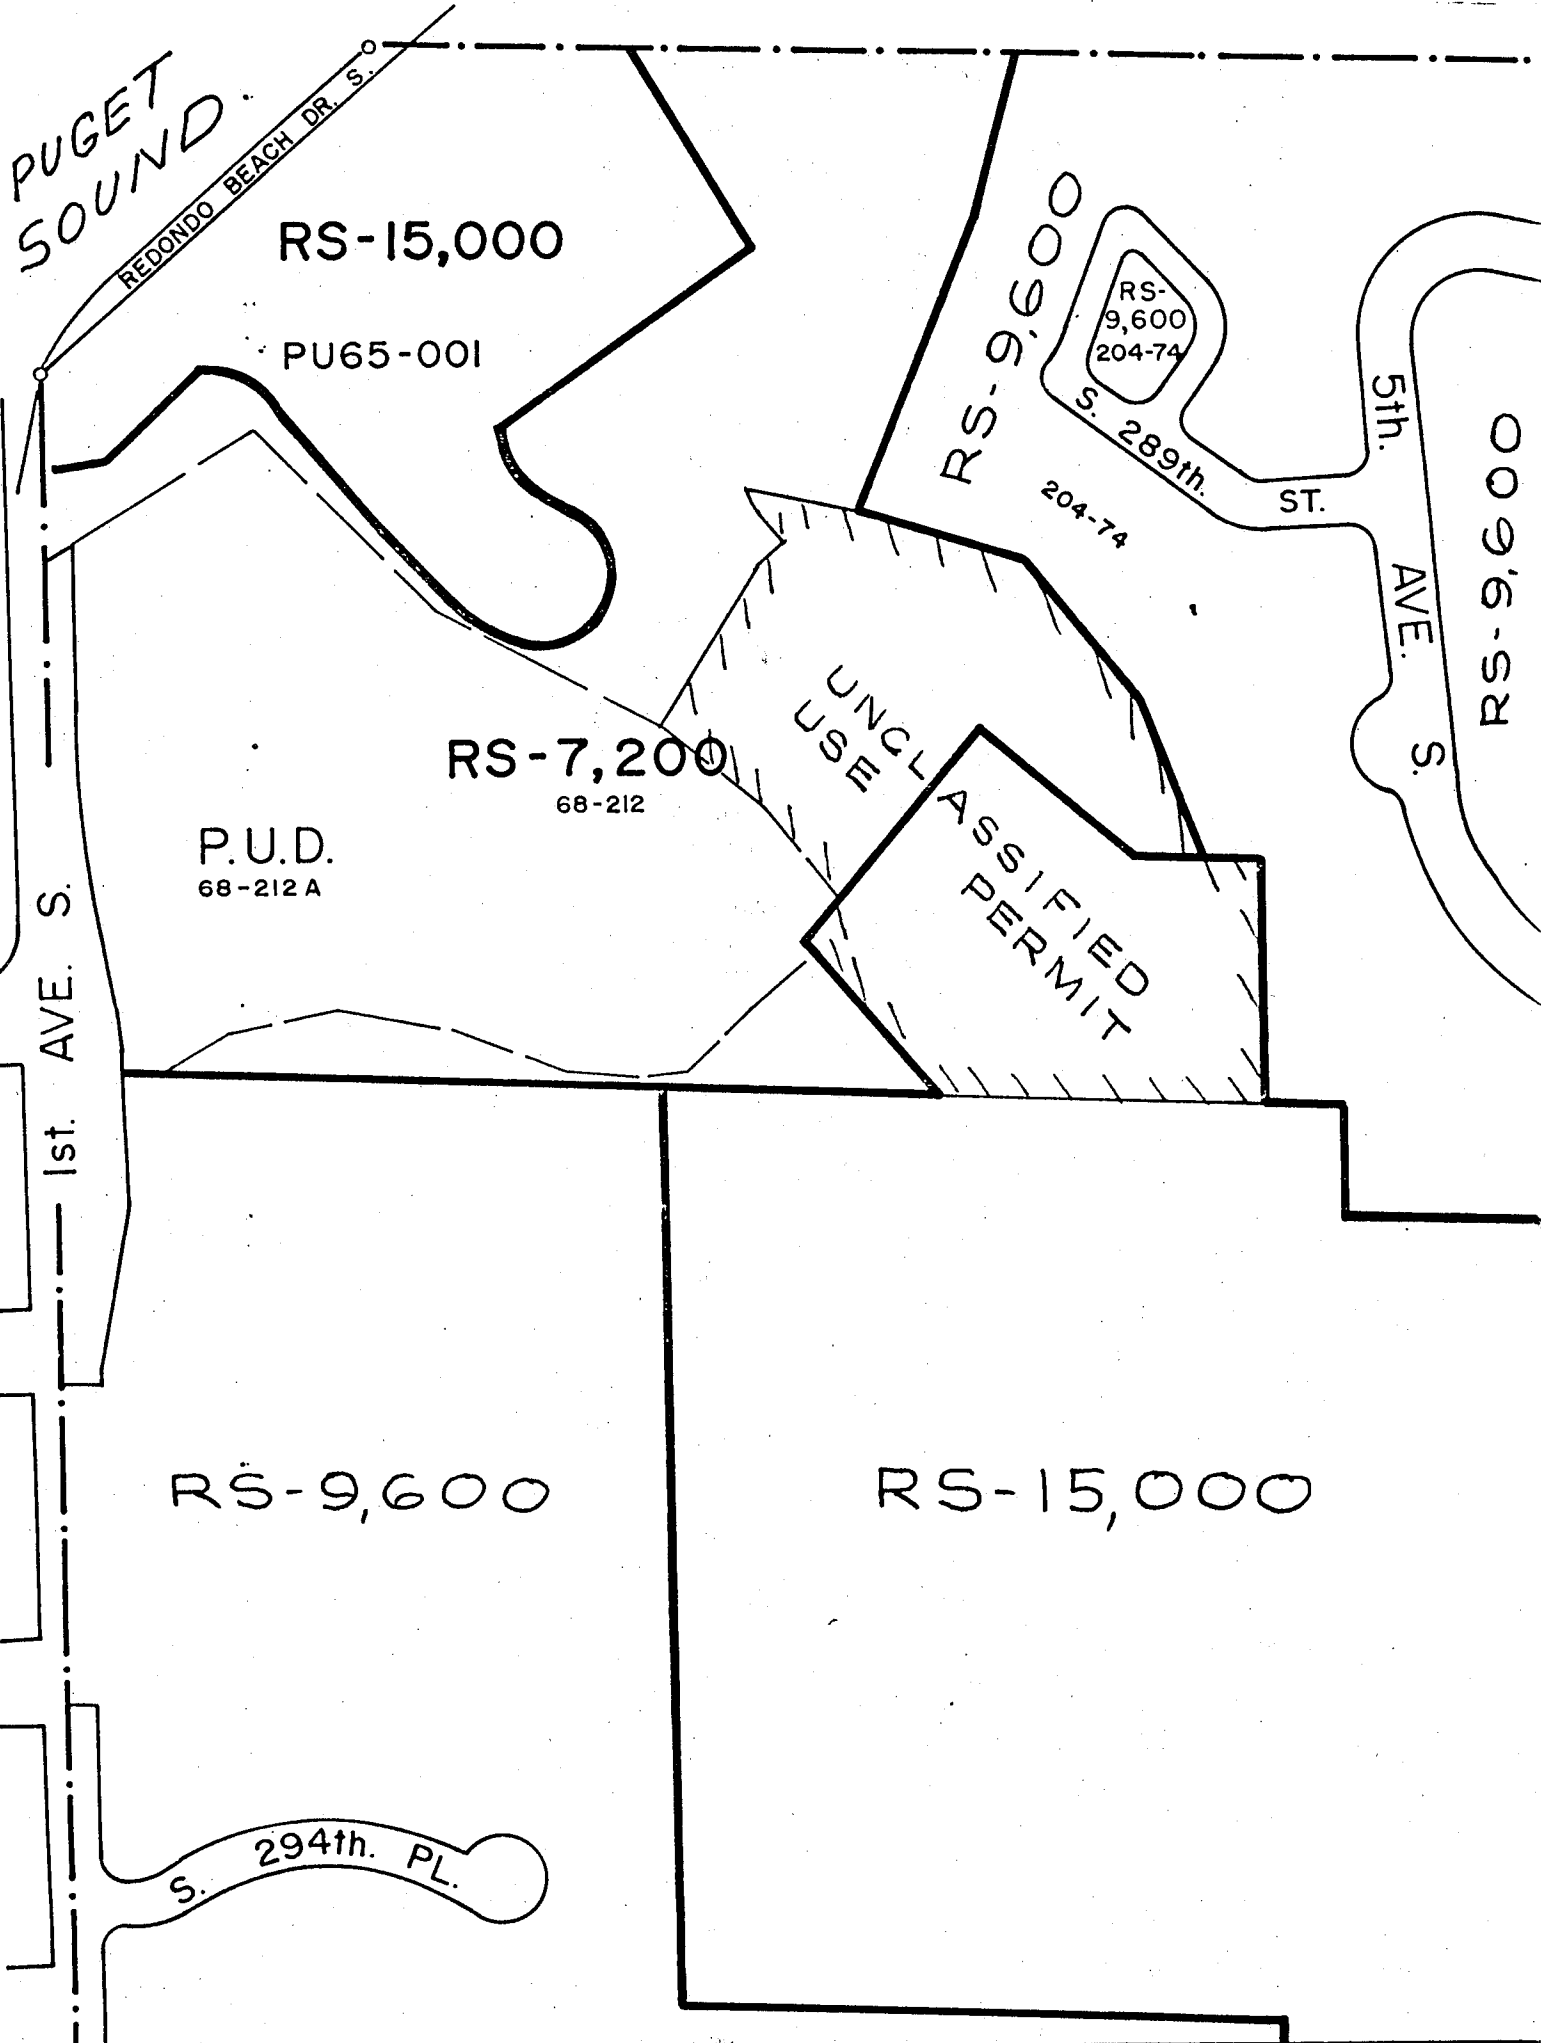 PUGET
SOUND
REDONDO BEACH DR. S.
RS-15,000
PU65-001
RS-9,600
RS-
9,600
204-74
S. 289th. ST.
204-74
5th. AVE. S.
RS-9,600
UNCLASSIFIED
USE PERMIT
RS-7,200
68-212
P.U.D.
68-212 A
1st. AVE. S.
RS-9,600
RS-15,000
S. 294th. PL.